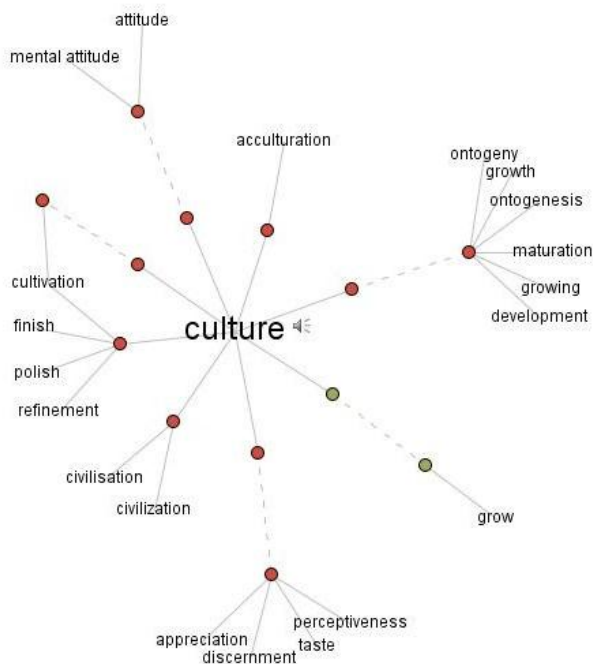 attitude
mental attitude
acculturation
ontogeny
growth
ontogenesis
maturation
growing
development
cultivation
finish
polish
refinement
culture
civilisation
civilization
grow
perceptiveness
appreciation
taste
discernment